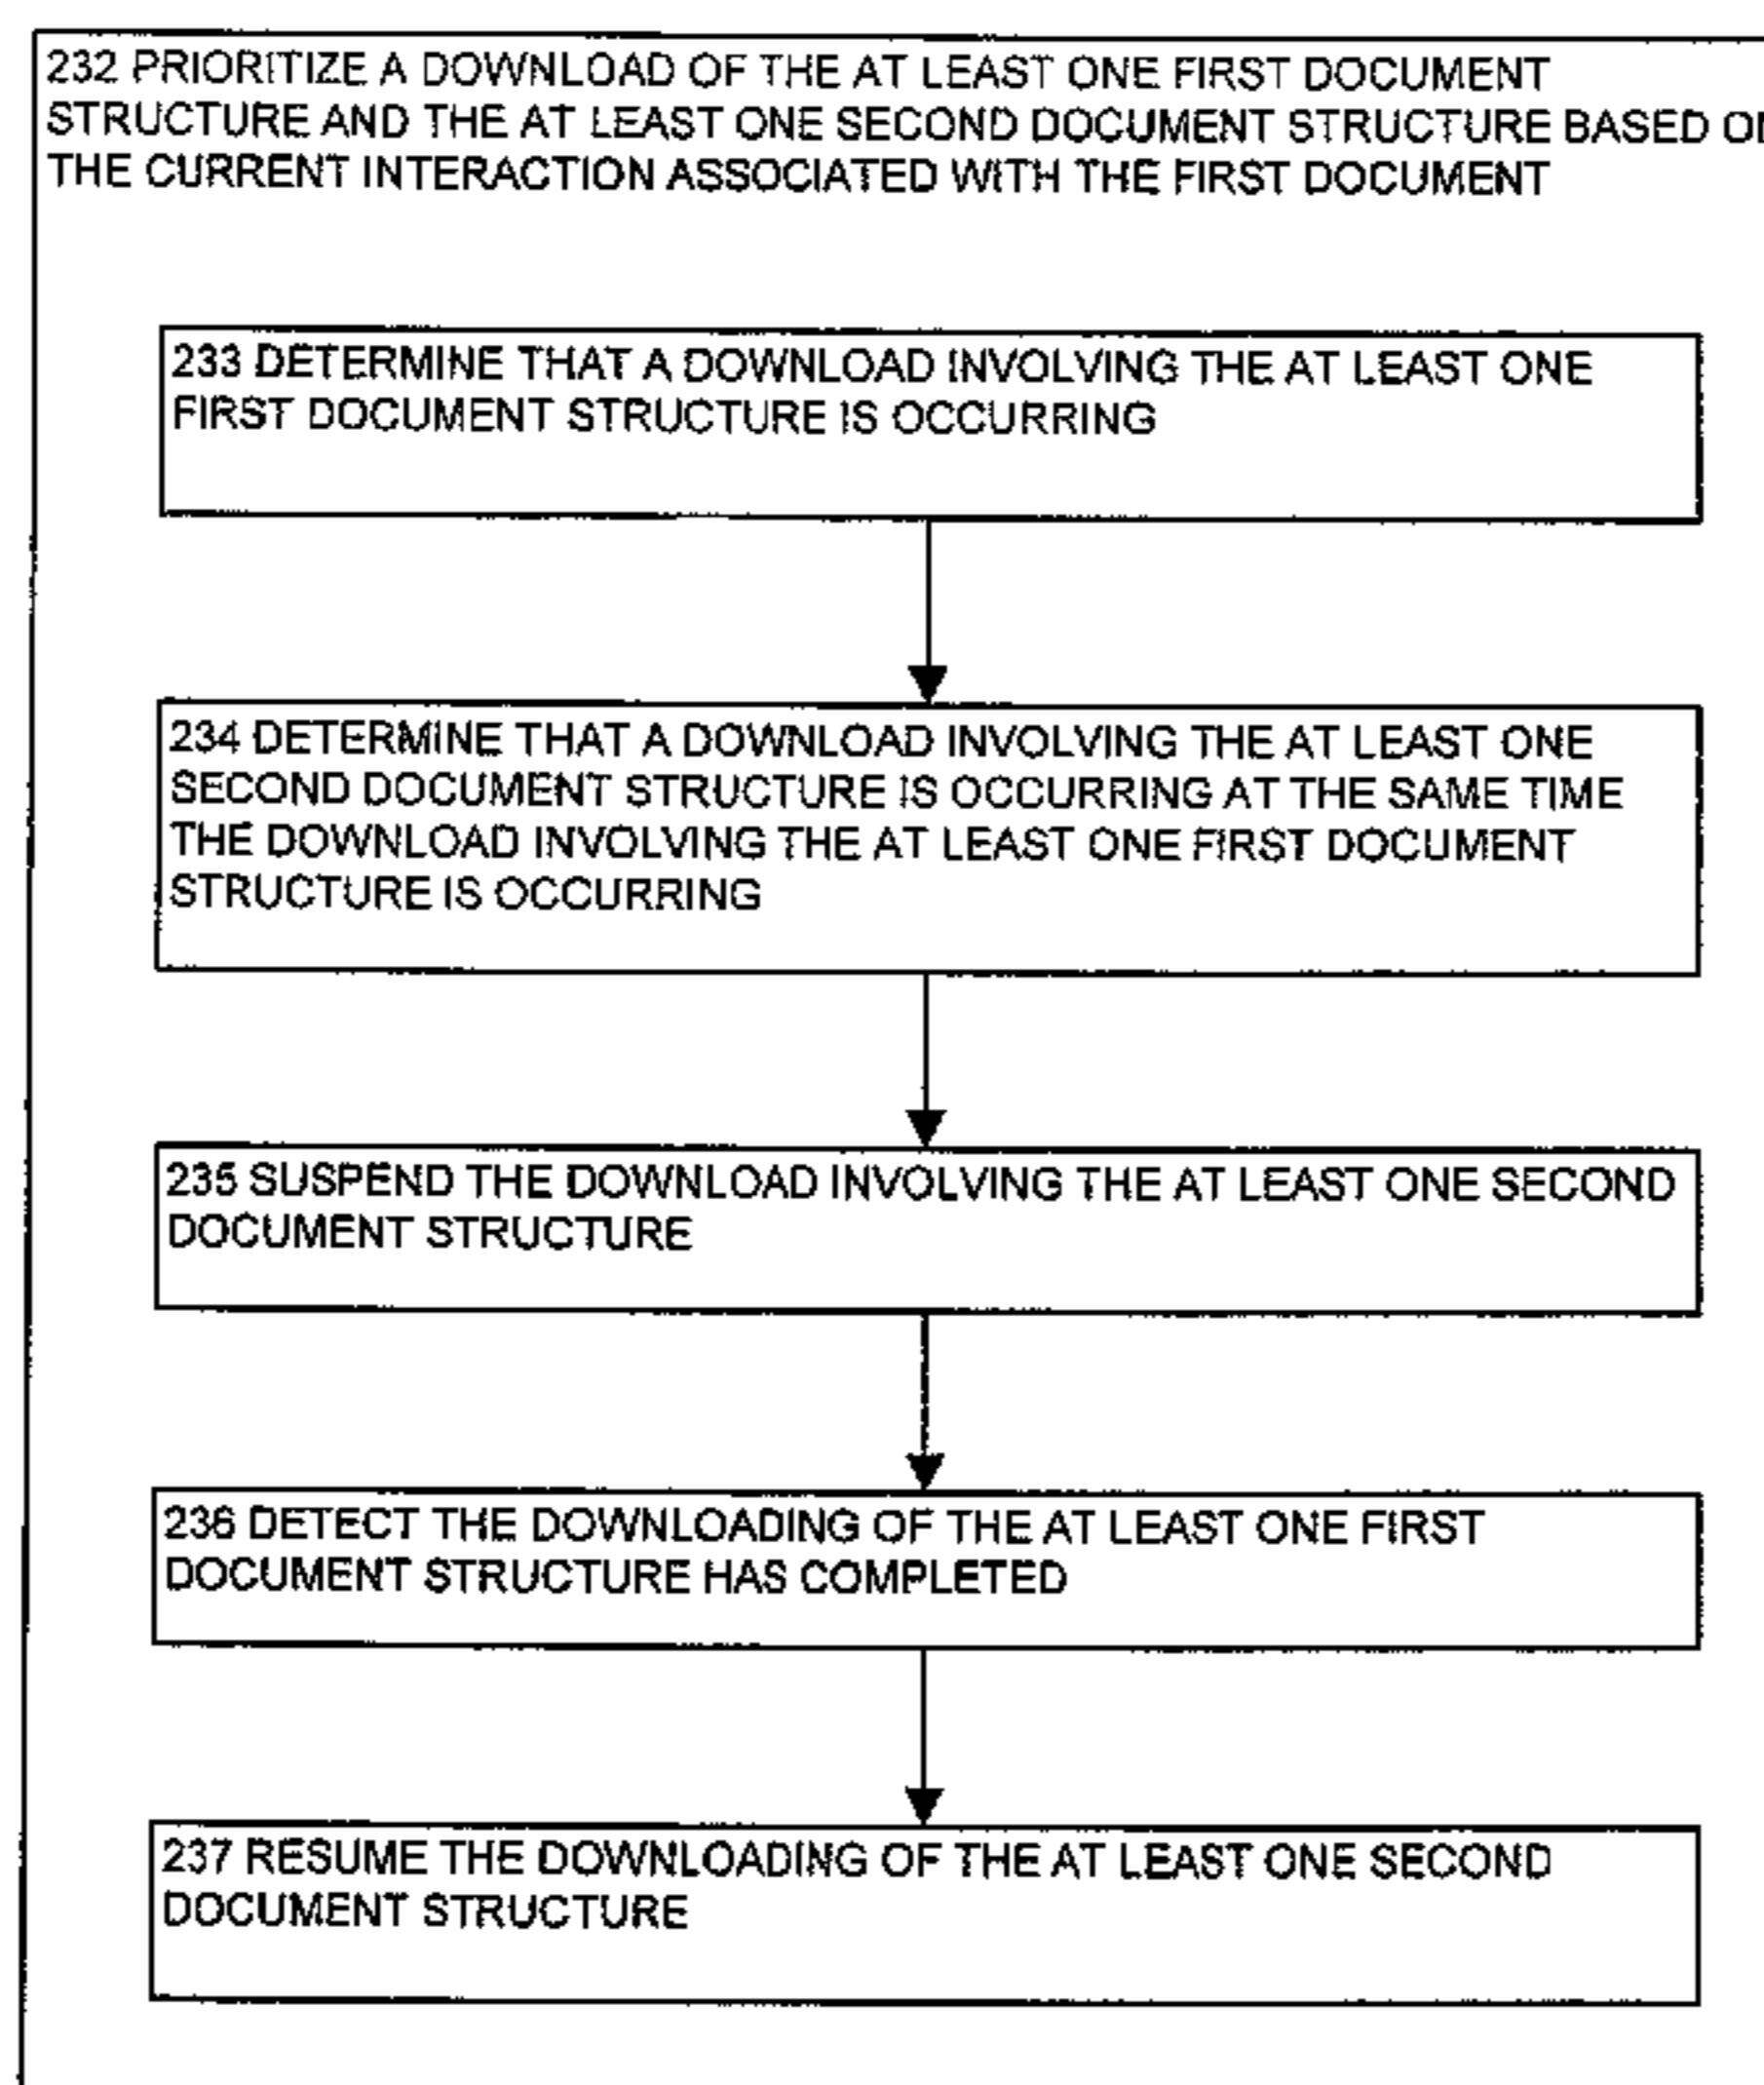 232 PRIORITIZE A DOWNLOAD OF THE AT LEAST ONE FIRST DOCUMENT
STRUCTURE AND THE AT LEAST ONE SECOND DOCUMENT STRUCTURE BASED
THE CURRENT INTERACTION ASSOCIATED WITH THE FIRST DOCUMENT
233 DETERMINE THAT A DOWNLOAD INVOLVING THE AT LEAST ONE
FIRST DOCUMENT STRUCTURE IS OCCURRING
234 DETERMINE THAT A DOWNLOAD INVOLVING THE AT LEAST ONE
SECOND DOCUMENT STRUCTURE IS OCCURRING AT THE SAME TIME
THE DOWNLOAD INVOLVING THE AT LEAST ONE FIRST DOCUMENT
STRUCTURE IS OCCURRING
235 SUSPEND THE DOWNLOAD INVOLVING THE AT LEAST ONE SECOND
DOCUMENT STRUCTURE
236 DETECT THE DOWNLOADING OF THE AT LEAST ONE FIRST
DOCUMENT STRUCTURE HAS COMPLETED
237 RESUME THE DOWNLOADING OF THE AT LEAST ONE SECOND
DOCUMENT STRUCTURE